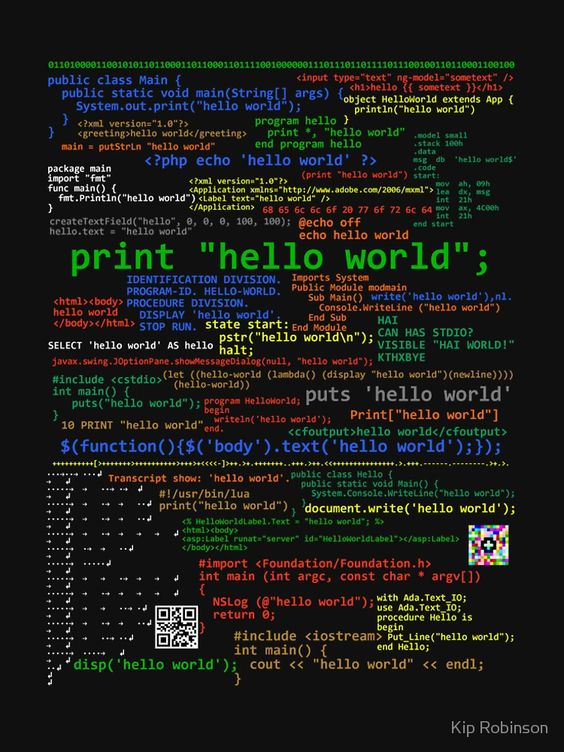 0110100001100101011011000110110001101111001000000111011101101111011100100110110001100100
public class Main {
public static void main(String[] args) {
System.out.print("hello world");
}
}
<input type="text" ng-model="sometext" />
<h1>hello {{ sometext }}</h1>
object HelloWorld extends App {
println("hello world")
}
<?xml version="1.0"?>
<greeting>hello world</greeting>
program hello
print *, "hello world"
end program hello
main = putStrLn "hello world"
.model small
.stack 100h
.data
msg db 'hello world$'
.code
start:
mov ah, 09h
lea dx, msg
int 21h
mov ax, 4C00h
int 21h
end start
<?php echo 'hello world' ?>
package main
import "fmt"
func main() {
fmt.Println("hello world")
}
(print "hello world")
<?xml version="1.0"?>
<Application xmlns="http://www.adobe.com/2006/mxml">
<Label text="hello world" />
</Application>
68 65 6c 6c 6f 20 77 6f 72 6c 64
createTextField("hello", 0, 0, 0, 100, 100);
hello.text = "hello world"
@echo off
echo hello world
print "hello world";
IDENTIFICATION DIVISION.
PROGRAM-ID. HELLO-WORLD.
PROCEDURE DIVISION.
DISPLAY 'hello world'.
STOP RUN.
Imports System
Public Module modmain
Sub Main()
Console.WriteLine ("hello world")
End Sub
End Module
write('hello world'),nl.
<html><body>
hello world
</body></html>
HAI
CAN HAS STDIO?
VISIBLE "HAI WORLD!"
KTHXBYE
state start:
pstr("hello world\n");
halt;
SELECT 'hello world' AS hello
javax.swing.JOptionPane.showMessageDialog(null, "hello world");
(let ((hello-world (lambda() (display "hello world")(newline))))
(hello-world))
#include <cstdio>
int main() {
puts("hello world");
}
puts 'hello world'
program HelloWorld;
begin
writeln('hello world');
end.
Print["hello world"]
10 PRINT "hello world"
<cfoutput>hello world</cfoutput>
$(function(){$('body').text('hello world');});
++++++++++[>+++++++>++++++++++>+++>+<<<<-]>++.>+.+++++++..+++.>++.<<+++++++++++++++.>.+++.------.--------.>+.>.
Transcript show: 'hello world'.
public class Hello {
public static void Main() {
System.Console.WriteLine("hello world");
}
}
#!/usr/bin/lua
print("hello world")
document.write('hello world');
<% HelloWorldLabel.Text = "hello world"; %>
<html><body>
<asp:Label runat="server" id="HelloWorldLabel"></asp:Label>
</body></html>
#import <Foundation/Foundation.h>
int main (int argc, const char * argv[])
{
NSLog (@"hello world");
return 0;
}
with Ada.Text_IO;
use Ada.Text_IO;
procedure Hello is
begin
Put_Line("hello world");
end Hello;
#include <iostream>
int main() {
cout << "hello world" << endl;
}
disp('hello world');
Kip Robinson